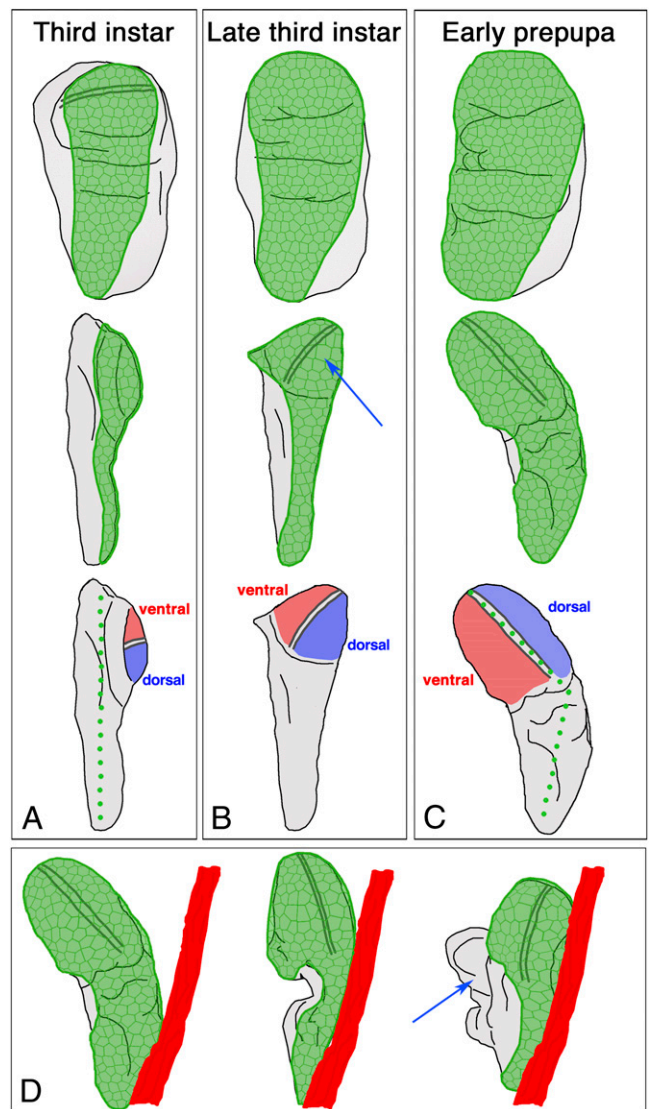 Third instar
Late third instar
Early prepupa
ventral
dorsal
A
ventral
dorsal
B
dorsal
ventral
C
D